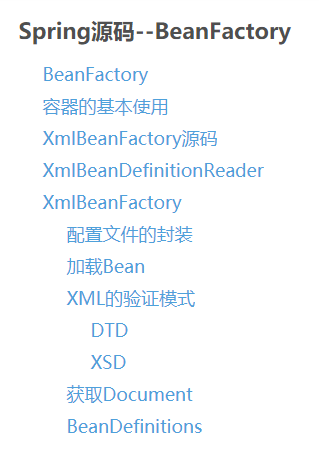 Spring源码--BeanFactory
BeanFactory
容器的基本使用
XmlBeanFactory源码
XmlBeanDefinitionReader
XmlBeanFactory
配置文件的封装
加载Bean
XML的验证模式
DTD
XSD
获取Document
BeanDefinitions